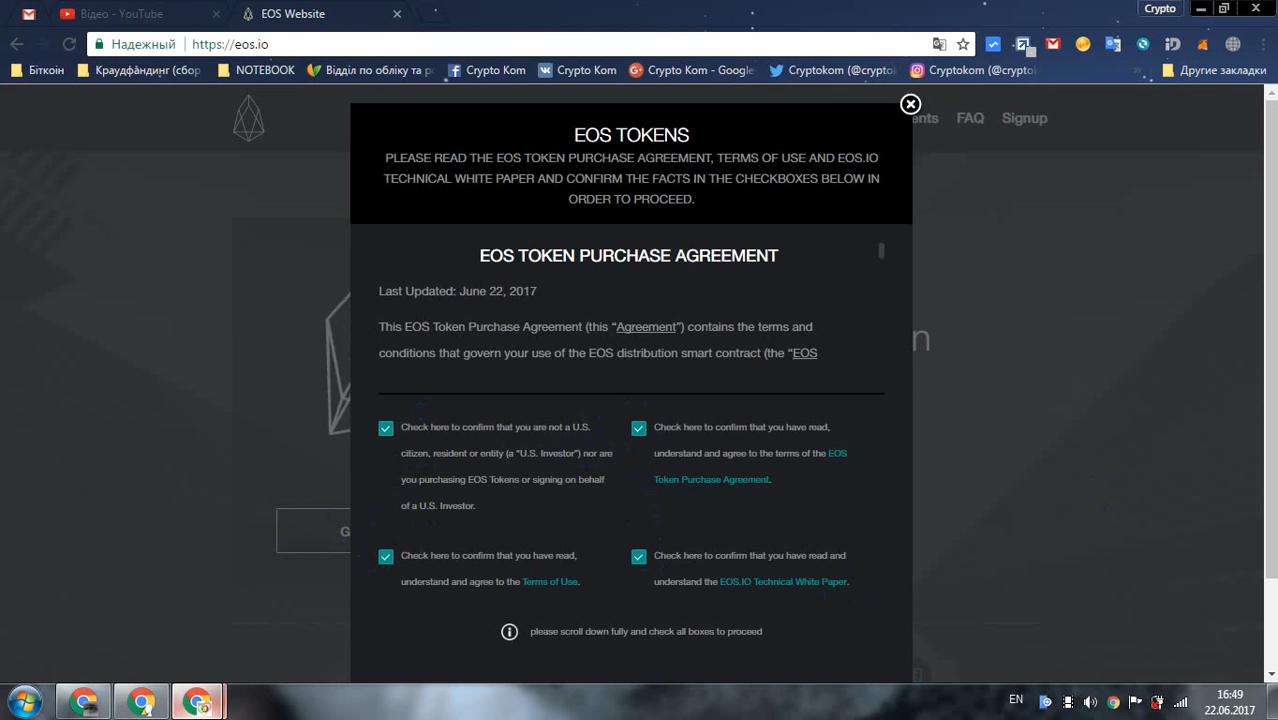 Відео - YouTube
EOS Website
Crypto
Надежный
https://eos.io
Біткоін
Краудфандинг (сбор
NOTEBOOK
Відділ по обліку та ро
Crypto Kom
Crypto Kom
Crypto Kom - Google
Cryptokom (@crypto
Cryptokom (@crypto
Другие закладки
FAQ
Signup
EOS TOKENS
PLEASE READ THE EOS TOKEN PURCHASE AGREEMENT, TERMS OF USE AND EOS.IO
TECHNICAL WHITE PAPER AND CONFIRM THE FACTS IN THE CHECKBOXES BELOW IN
ORDER TO PROCEED.
EOS TOKEN PURCHASE AGREEMENT
Last Updated: June 22, 2017
This EOS Token Purchase Agreement (this “Agreement”) contains the terms and
conditions that govern your use of the EOS distribution smart contract (the “EOS
Check here to confirm that you are not a U.S.
citizen, resident or entity (a “U.S. Investor”) nor are
you purchasing EOS Tokens or signing on behalf
of a U.S. Investor.
Check here to confirm that you have read,
understand and agree to the terms of the EOS
Token Purchase Agreement.
Check here to confirm that you have read,
understand and agree to the Terms of Use.
Check here to confirm that you have read and
understand the EOS.IO Technical White Paper.
please scroll down fully and check all boxes to proceed
EN
16:49
22.06.2017